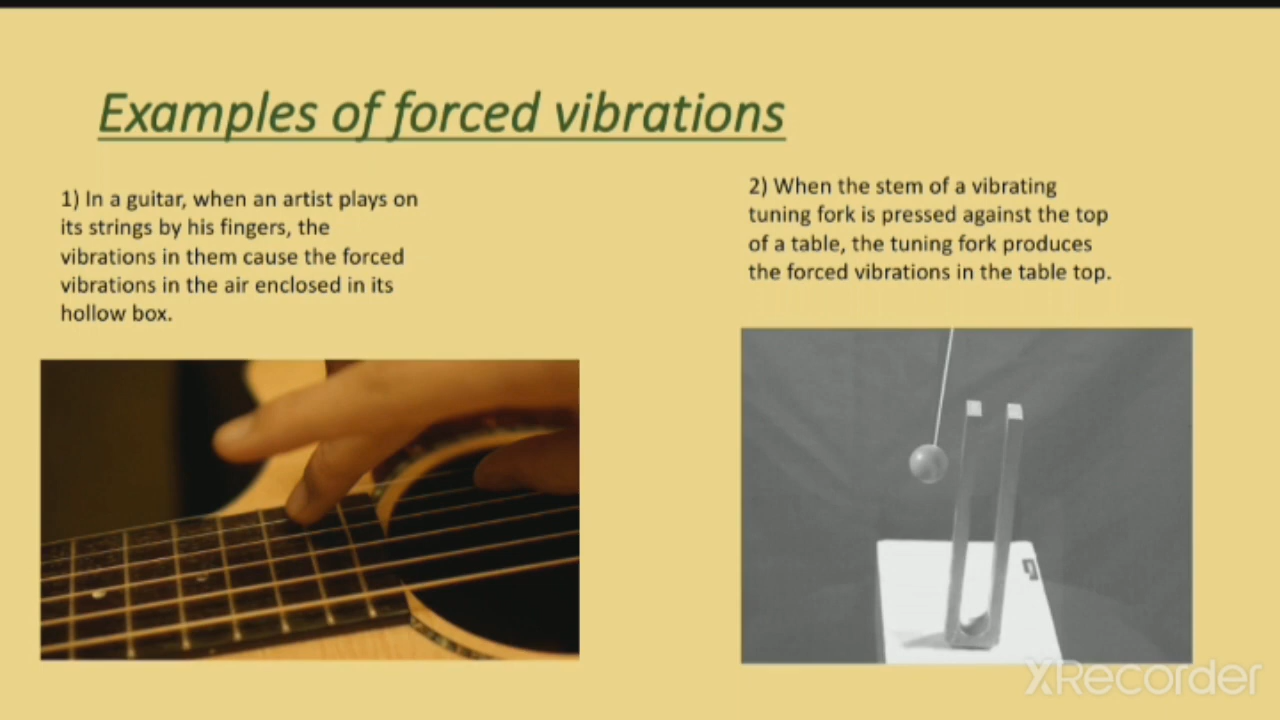 Examples of forced vibrations
1) In a guitar, when an artist plays on
its strings by his fingers, the
vibrations in them cause the forced
vibrations in the air enclosed in its
hollow box.
2) When the stem of a vibrating
tuning fork is pressed against the top
of a table, the tuning fork produces
the forced vibrations in the table top.
XRecorder